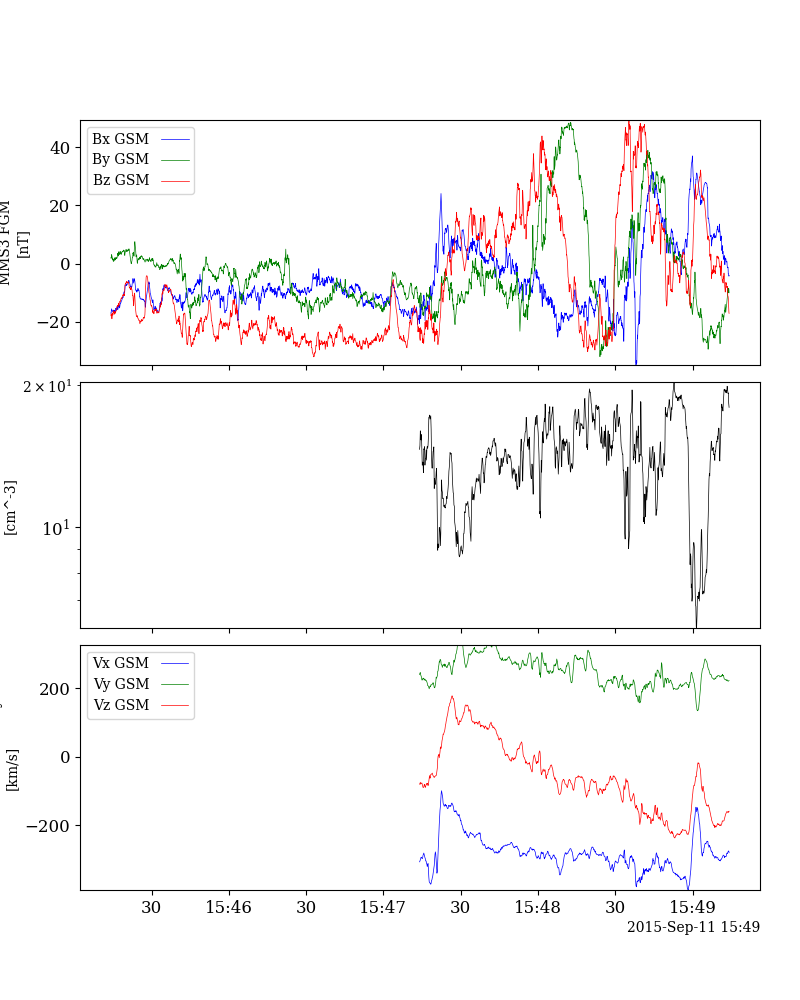 MMS3 FGM
[nT]
40
20
0
−20
Bx GSM
By GSM
Bz GSM
2 × 10¹
10¹
[cm^-3]
200
0
−200
[km/s]
Vx GSM
Vy GSM
Vz GSM
30 15:46 30 15:47 30 15:48 30 15:49
2015-Sep-11 15:49